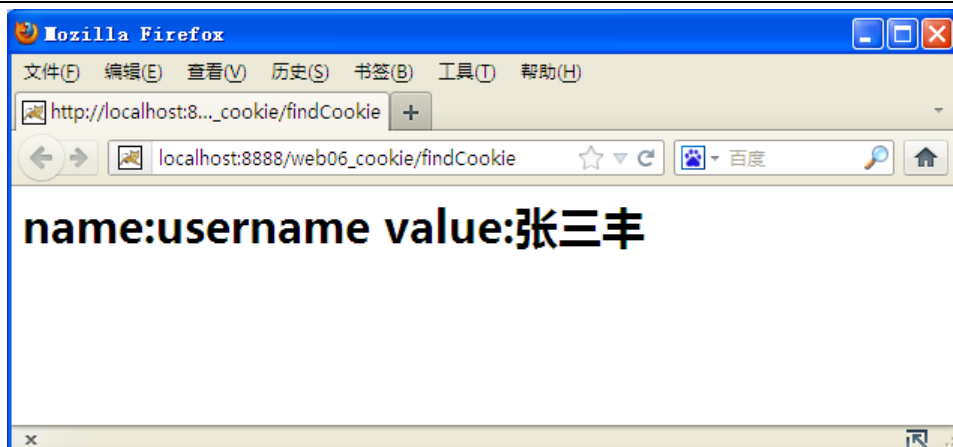 Mozilla Firefox
文件(F) 编辑(E) 查看(V) 历史(S) 书签(B) 工具(T) 帮助(H)
http://localhost:8..._cookie/findCookie
localhost:8888/web06_cookie/findCookie 百度
name:username value:张三丰